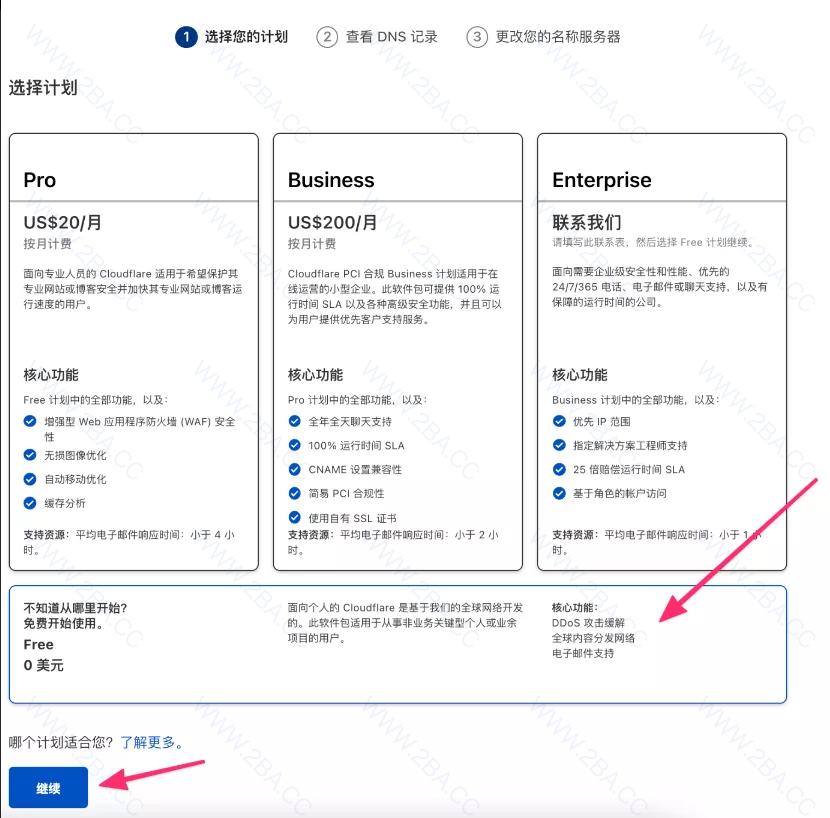 1 选择您的计划 2 查看 DNS 记录 3 更改您的名称服务器
选择计划
Pro
US$20/月
按月计费
面向专业人员的 Cloudflare 适用于希望保护其
专业网站或博客安全并加快其专业网站或博客运
行速度的用户。
核心功能
Free 计划中的全部功能，以及：
增强型 Web 应用程序防火墙 (WAF) 安全
性
无损图像优化
自动移动优化
缓存分析
支持资源：平均电子邮件响应时间：小于 4 小
时。
Business
US$200/月
按月计费
Cloudflare PCI 合规 Business 计划适用于在
线运营的小型企业。此软件包可提供 100% 运
行时间 SLA 以及各种高级安全功能，并且可以
为用户提供优先客户支持服务。
核心功能
Pro 计划中的全部功能，以及：
全年全天聊天支持
100% 运行时间 SLA
CNAME 设置兼容性
简易 PCI 合规性
使用自有 SSL 证书
支持资源：平均电子邮件响应时间：小于 2 小
时。
Enterprise
联系我们
请填写此联系表，然后选择 Free 计划继续。
面向需要企业级安全性和性能、优先的
24/7/365 电话、电子邮件或聊天支持，以及有
保障的运行时间的公司。
核心功能
Business 计划中的全部功能，以及：
优先 IP 范围
指定解决方案工程师支持
25 倍赔偿运行时间 SLA
基于角色的帐户访问
支持资源：平均电子邮件响应时间：小于 1 小
时。
不知道从哪里开始?
免费开始使用。
Free
0 美元
面向个人的 Cloudflare 是基于我们的全球网络开发
的。此软件包适用于从事非业务关键型个人或业余
项目的用户。
核心功能：
DDoS 攻击缓解
全球内容分发网络
电子邮件支持
哪个计划适合您? 了解更多。
继续
WWW.2BA.CC